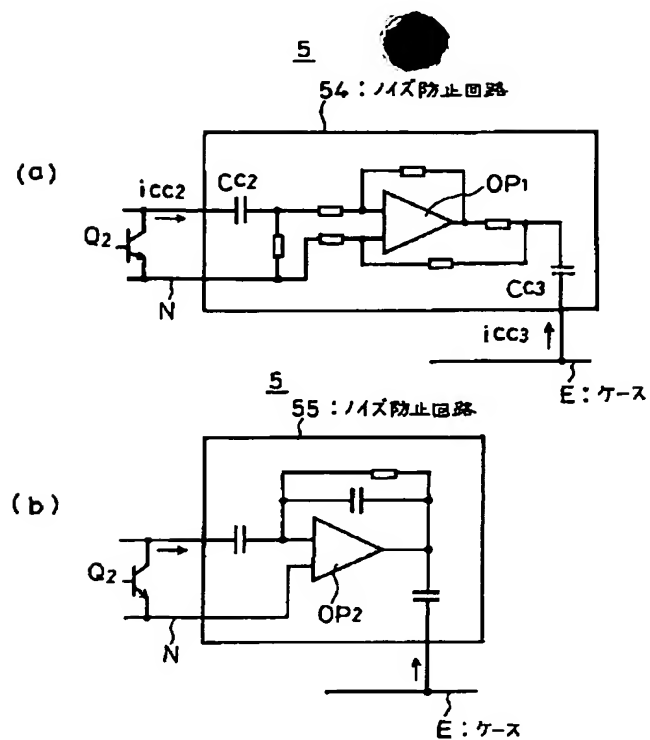 5
54:ノイズ防止回路
(a)
icc2
Cc2
OP1
Q2
N
Cc3
icc3
E:ケース
5
55:ノイズ防止回路
(b)
Q2
OP2
N
E:ケース